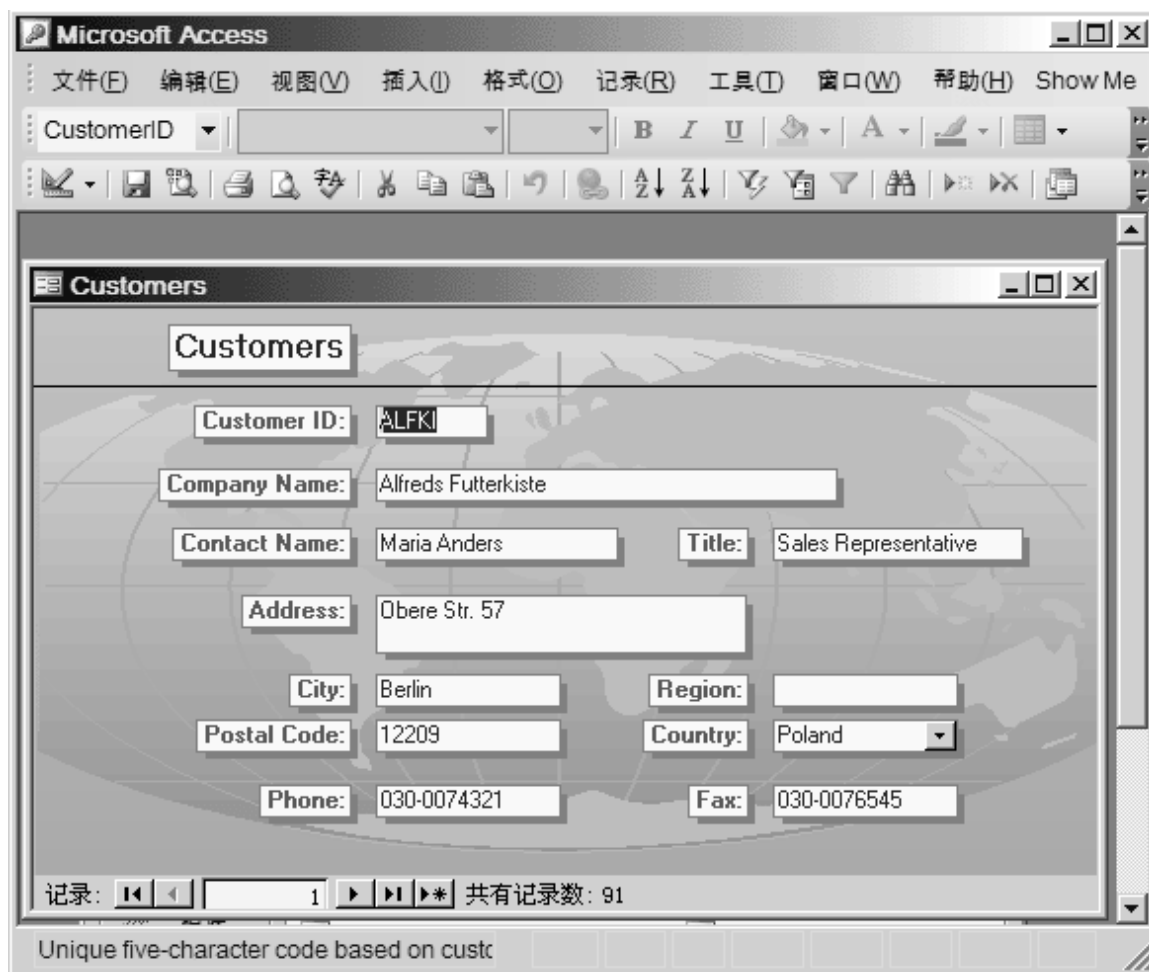 Microsoft Access
文件(F) 编辑(E) 视图(V) 插入(I) 格式(O) 记录(R) 工具(T) 窗口(W) 帮助(H) Show Me
CustomerID B I U A
Customers
Customers
Customer ID: ALFKI
Company Name: Alfreds Futterkiste
Contact Name: Maria Anders Title: Sales Representative
Address: Obere Str. 57
City: Berlin Region:
Postal Code: 12209 Country: Poland
Phone: 030-0074321 Fax: 030-0076545
记录: 1 共有记录数: 91
Unique five-character code based on custo